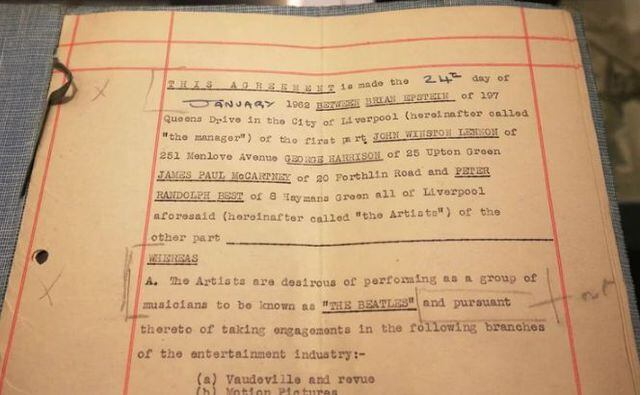 THIS AGREEMENT is made the 24th day of
JANUARY 1962 BETWEEN BRIAN EPSTEIN of 197
Queens Drive in the City of Liverpool (hereinafter called
"the manager") of the first part JOHN WINSTON LENNON of
251 Menlove Avenue GEORGE HARRISON of 25 Upton Green
JAMES PAUL McCARTNEY of 20 Forthlin Road and PETER
RANDOLPH BEST of 8 Haymans Green all of Liverpool
aforesaid (hereinafter called "the Artists") of the
other part
WHEREAS
A. The Artists are desirous of performing as a group of
musicians to be known as "THE BEATLES" and pursuant
thereto of taking engagements in the following branches
of the entertainment industry:-
(a) Vaudeville and revue
(b) Motion Pictures